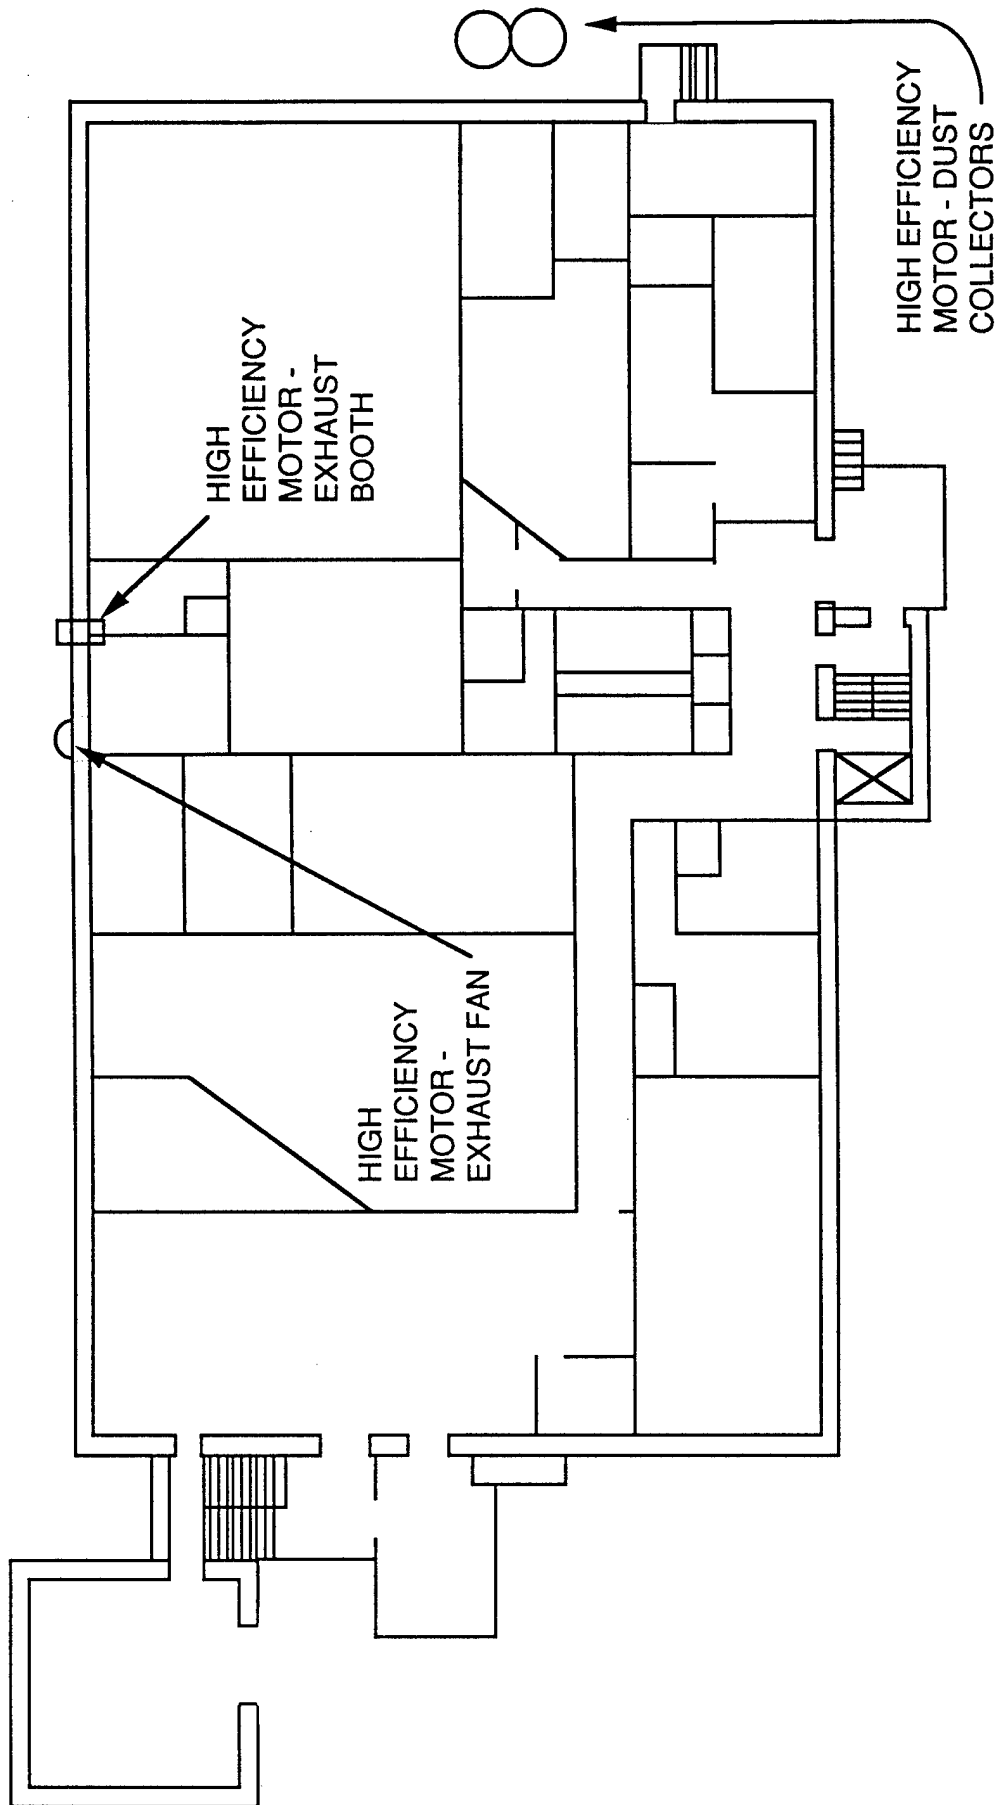 HIGH
EFFICIENCY
MOTOR -
EXHAUST FAN
HIGH
EFFICIENCY
MOTOR -
EXHAUST
BOOTH
HIGH EFFICIENCY
MOTOR - DUST
COLLECTORS